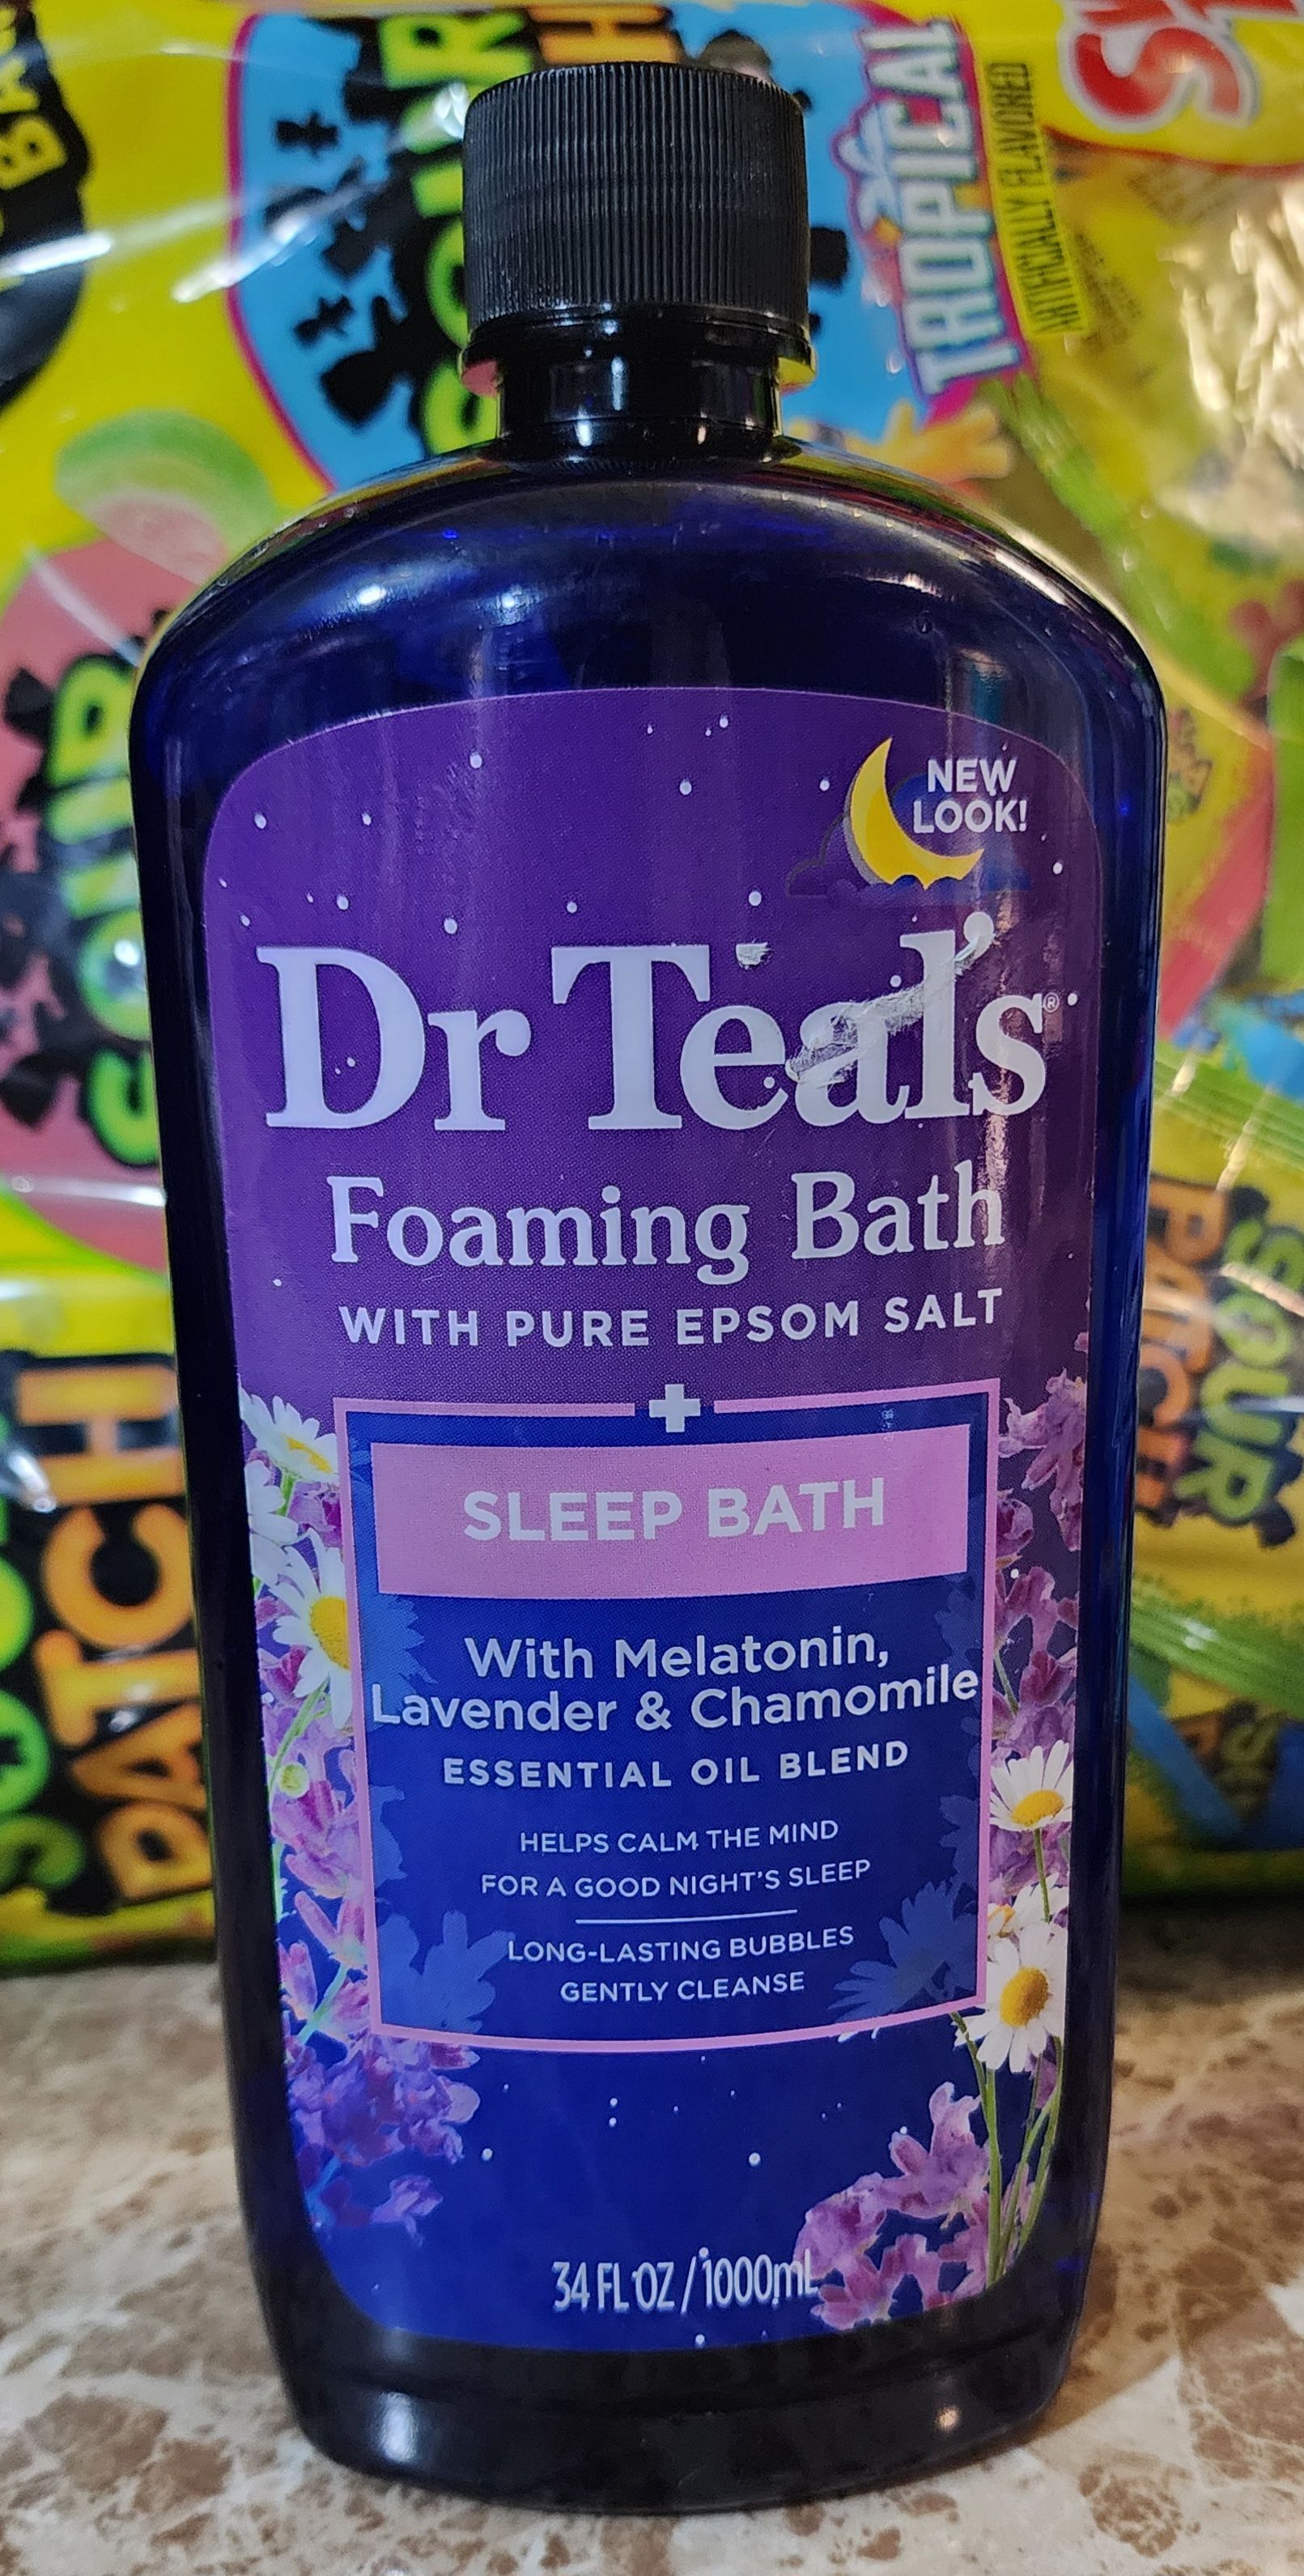 SOUR
TROPICAL
ARTIFICIALLY FLAVORED
NEW
LOOK!
Dr Teal's®
Foaming Bath
WITH PURE EPSOM SALT
+
SLEEP BATH
With Melatonin,
Lavender & Chamomile
ESSENTIAL OIL BLEND
HELPS CALM THE MIND
FOR A GOOD NIGHT'S SLEEP
LONG-LASTING BUBBLES
GENTLY CLEANSE
34 FL OZ / 1000mL
SOUR
PATCH
SOUR
PATCH